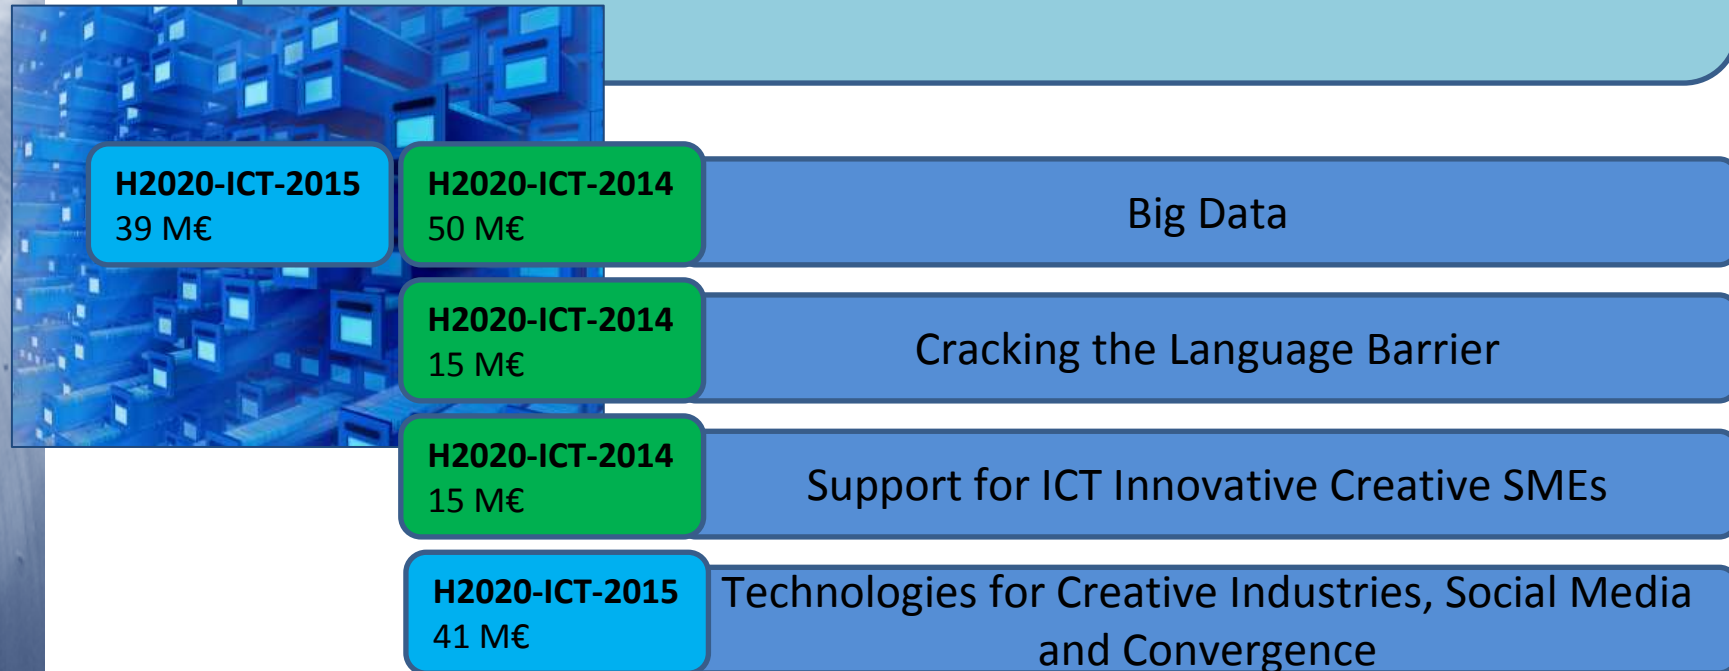 H2020-ICT-2015
39 M€
H2020-ICT-2014
50 M€
Big Data
H2020-ICT-2014
15 M€
Cracking the Language Barrier
H2020-ICT-2014
15 M€
Support for ICT Innovative Creative SMEs
H2020-ICT-2015
41 M€
Technologies for Creative Industries, Social Media
and Convergence